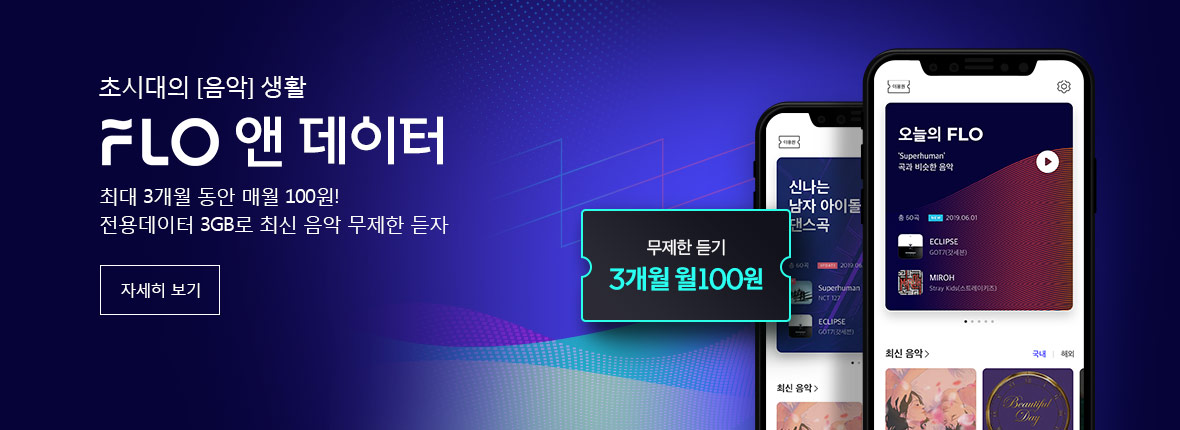 초시대의 [음악] 생활
FLO 앤 데이터
최대 3개월 동안 매월 100원!
전용데이터 3GB로 최신 음악 무제한 듣자
자세히 보기
무제한 듣기
3개월 월100원
이용권
신나는
남자 아이돌
댄스곡
총 60곡 UPDATE 2019.06
Superhuman
NCT 127
ECLIPSE
GOT7(갓세븐)
최신 음악 >
이용권
오늘의 FLO
'Superhuman'
곡과 비슷한 음악
총 50곡 NEW 2019.06.01
ECLIPSE
GOT7(갓세븐)
MIROH
Stray Kids(스트레이키즈)
최신 음악 >
국내 | 해외
Beautiful
Day